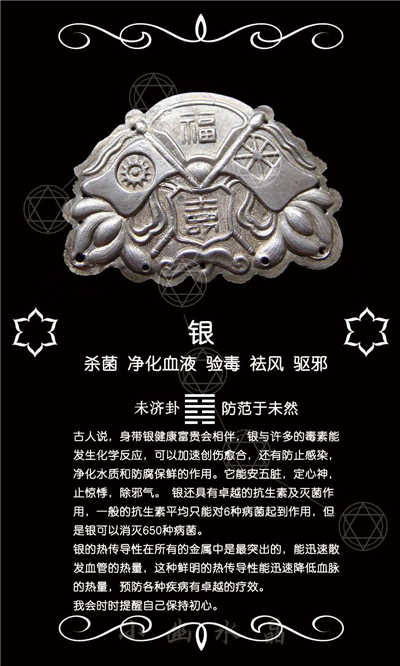 福
壽
银
杀菌 净化血液 验毒 祛风 驱邪
未济卦 防范于未然
古人说，身带银健康富贵会相伴，银与许多的毒素能
发生化学反应，可以加速创伤愈合，还有防止感染，
净化水质和防腐保鲜的作用。它能安五脏，定心神，
止惊悸，除邪气。 银还具有卓越的抗生素及灭菌作
用，一般的抗生素平均只能对6种病菌起到作用，但
是银可以消灭650种病菌。
银的热传导性在所有的金属中是最突出的，能迅速散
发血管的热量，这种鲜明的热传导性能迅速降低血脉
的热量，预防各种疾病有卓越的疗效。
我会时时提醒自己保持初心。
幽水晶